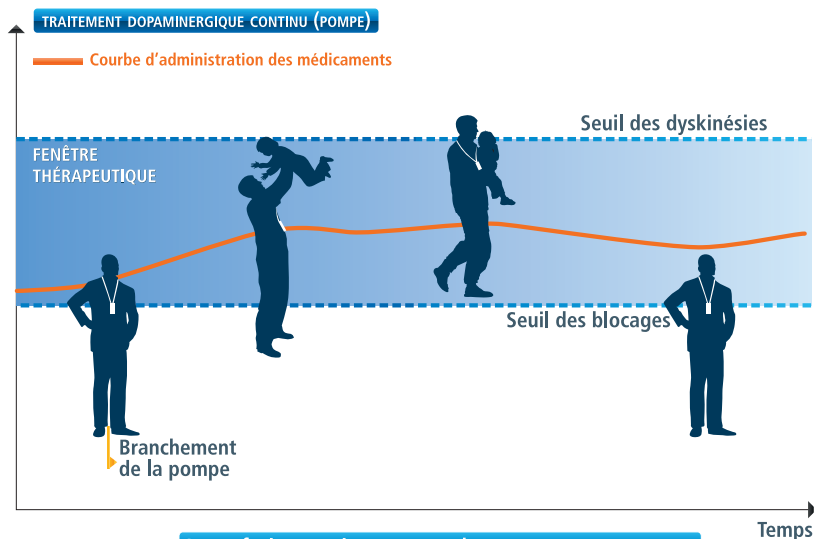 TRAITEMENT DOPAMINERGIQUE CONTINU (POMPE)
Courbe d'administration des médicaments
Seuil des dyskinésies
FENÊTRE
THÉRAPEUTIQUE
Seuil des blocages
Branchement
de la pompe
Temps